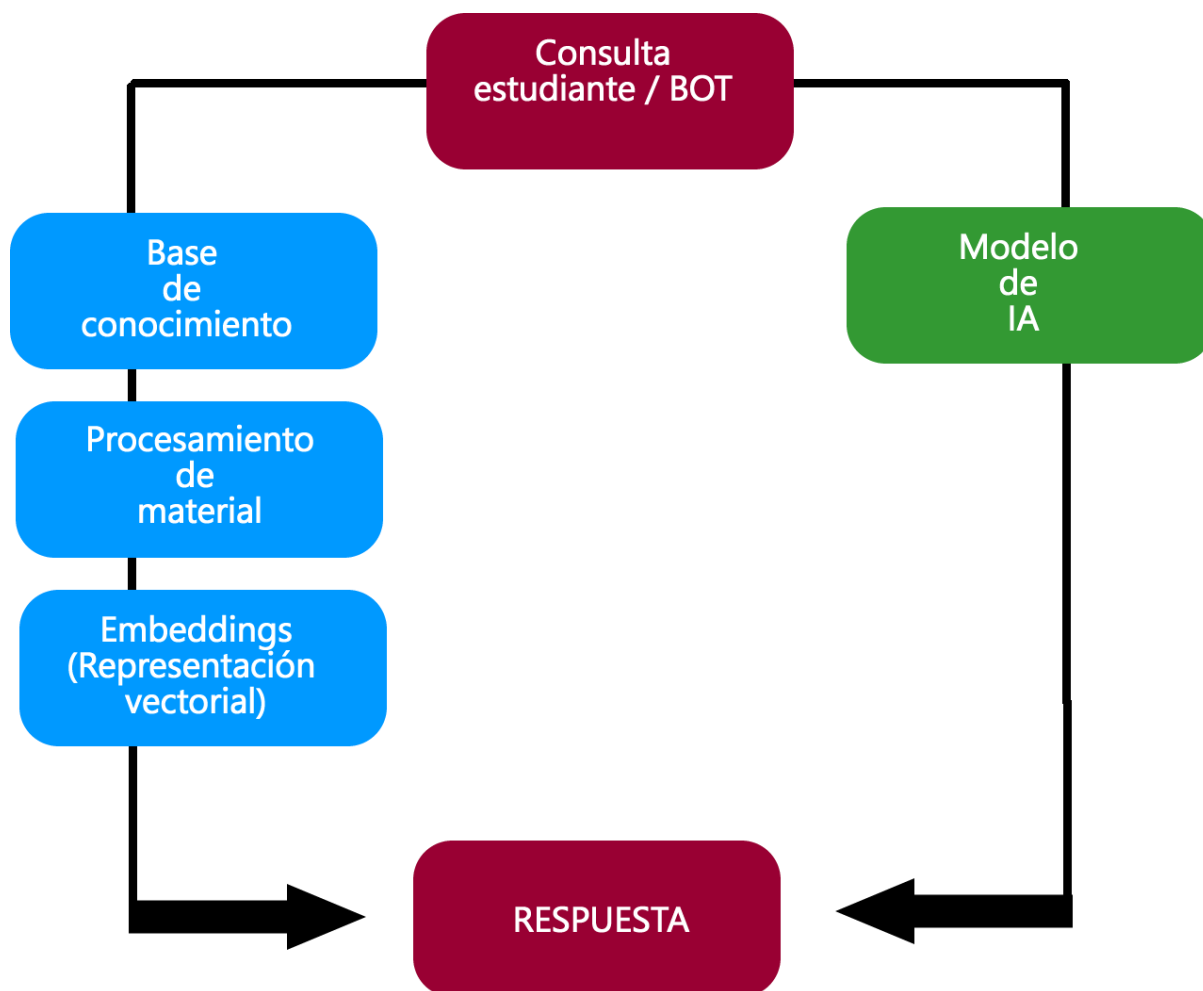 Consulta
estudiante / BOT
Base
de
conocimiento
Modelo
de
IA
Procesamiento
de
material
Embeddings
(Representación
vectorial)
RESPUESTA